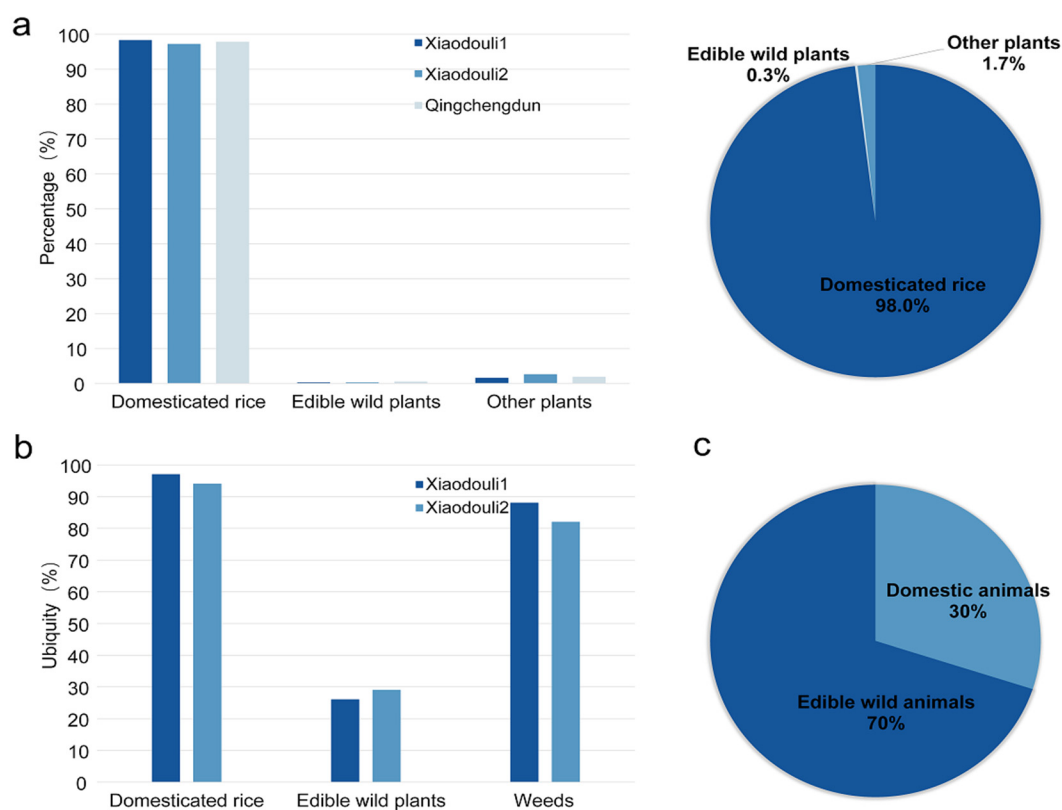 a
Percentage (%)
100
90
80
70
60
50
40
30
20
10
0
Xiaodouli1
Xiaodouli2
Qingchengdun
Domesticated rice
Edible wild plants
Other plants
Edible wild plants
0.3%
Other plants
1.7%
Domesticated rice
98.0%
b
Ubiquity (%)
100
90
80
70
60
50
40
30
20
10
0
Xiaodouli1
Xiaodouli2
Domesticated rice
Edible wild plants
Weeds
c
Domestic animals
30%
Edible wild animals
70%